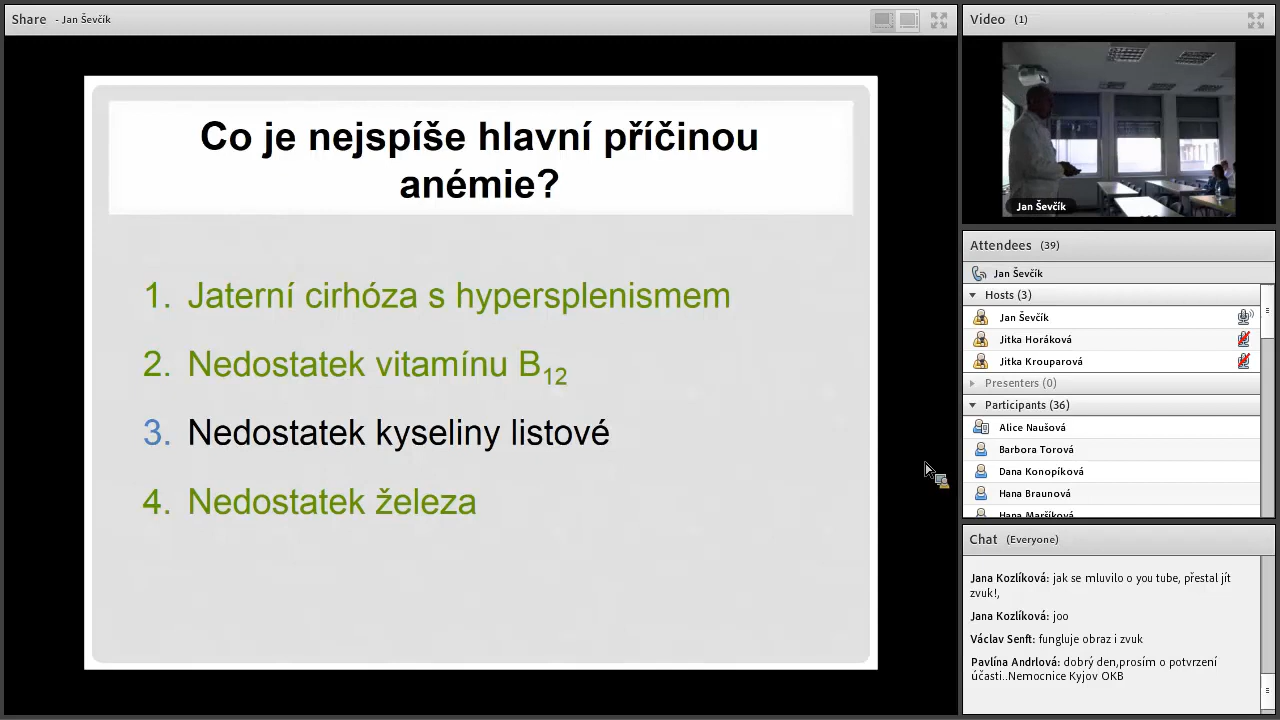 Share - Jan Ševčík
Co je nejspíše hlavní příčinou
anémie?
1. Jaterní cirhóza s hypersplenismem
2. Nedostatek vitamínu B12
3. Nedostatek kyseliny listové
4. Nedostatek železa
Video (1)
Jan Ševčík
Attendees (39)
Jan Ševčík
Hosts (3)
Jan Ševčík
Jitka Horáková
Jitka Krouparová
Presenters (0)
Participants (36)
Alice Naušová
Barbora Torová
Dana Konopíková
Hana Braunová
Hana Maršíková
Chat (Everyone)
Jana Kozlíková: jak se mluvilo o you tube, přestal jít
zvuk!,
Jana Kozlíková: joo
Václav Senft: fungluje obraz i zvuk
Pavlína Andrlová: dobrý den,prosím o potvrzení
účasti..Nemocnice Kyjov OKB